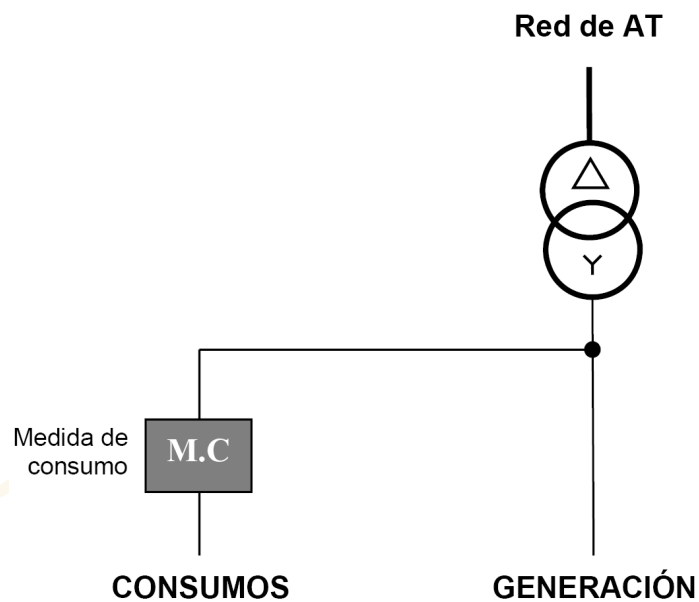 Red de AT
Y
Medida de
consumo
M.C
CONSUMOS
GENERACIÓN